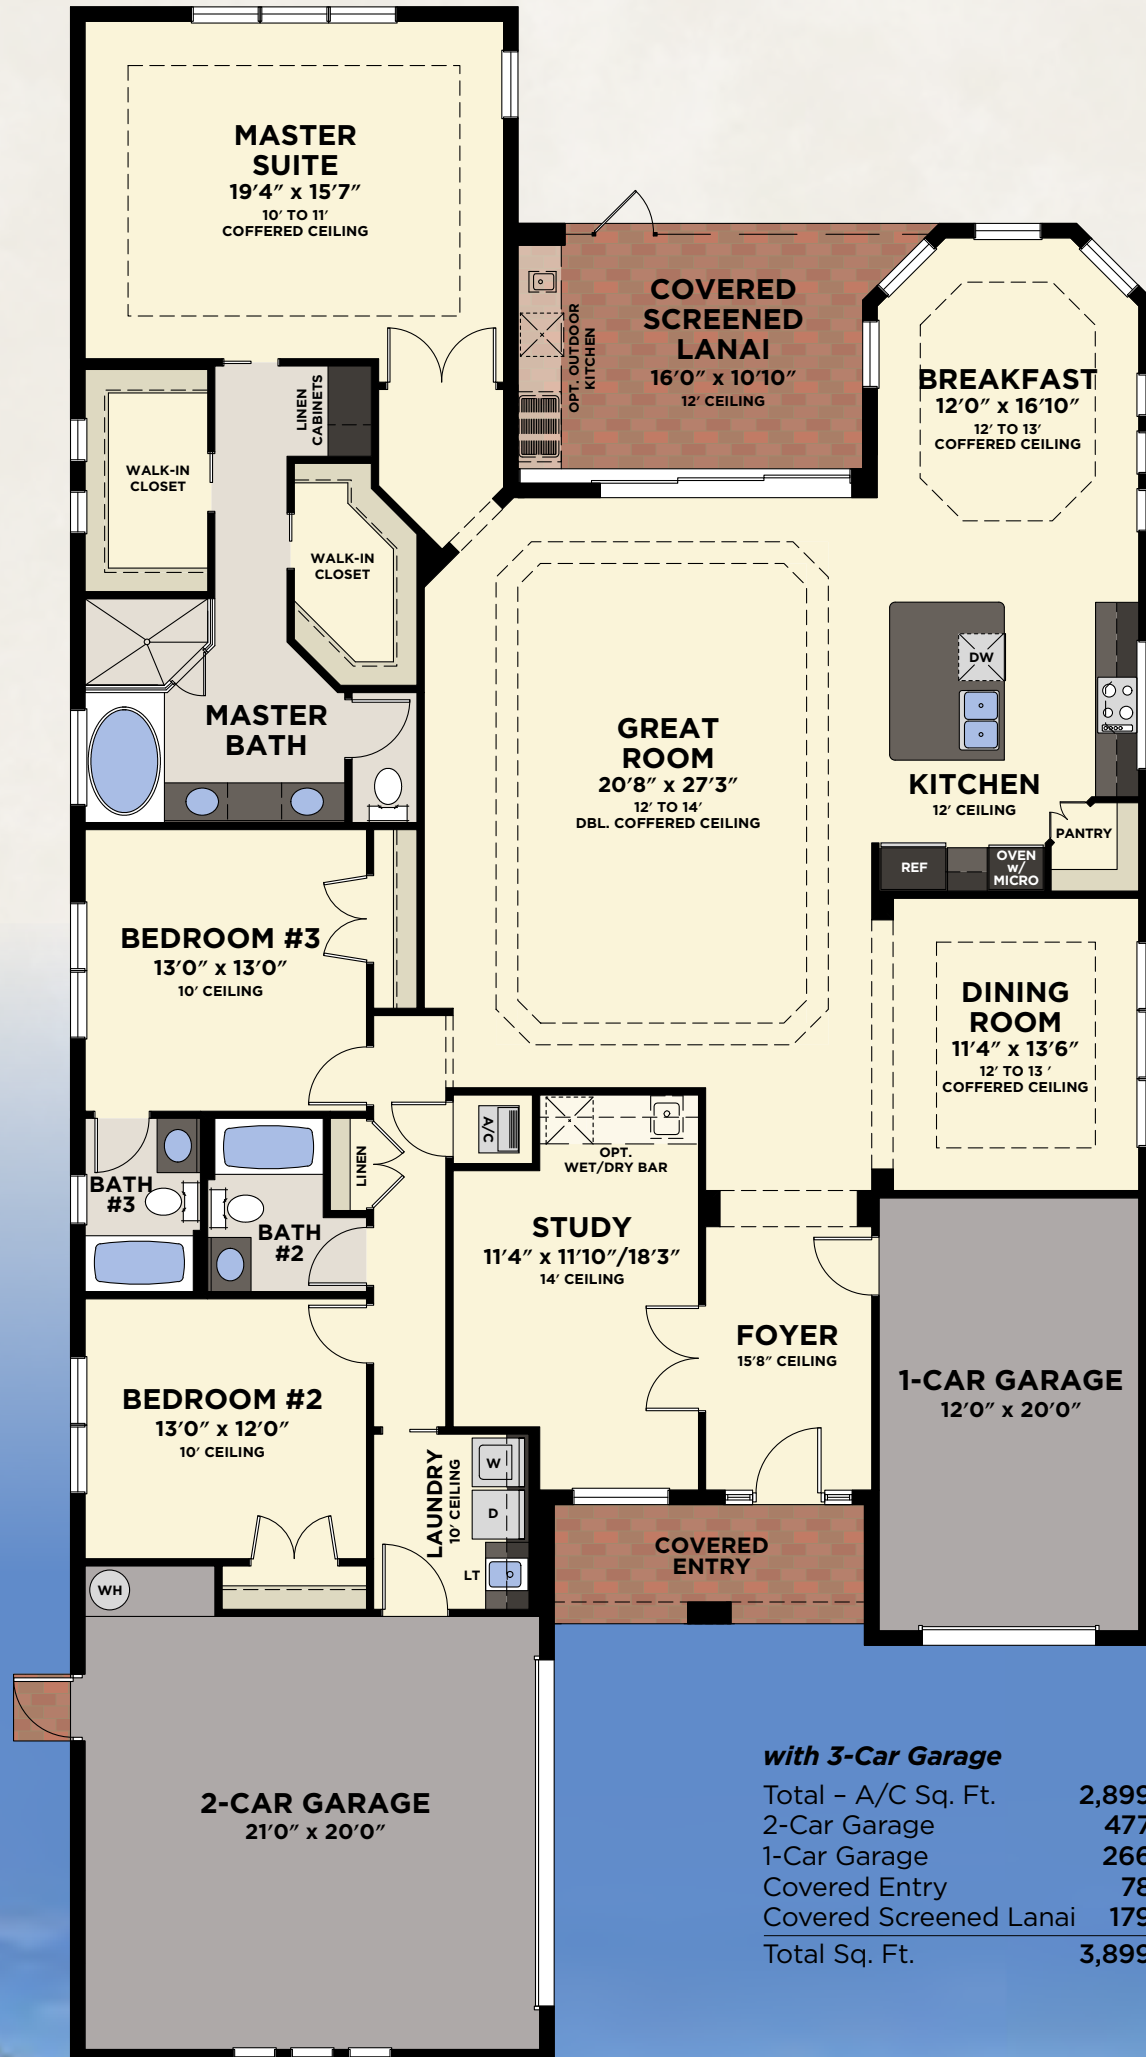 MASTER
SUITE
19′4″ x 15′7″
10′ TO 11′
COFFERED CEILING
OPT. OUTDOOR
KITCHEN
COVERED
SCREENED
LANAI
16′0″ x 10′10″
12′ CEILING
BREAKFAST
12′0″ x 16′10″
12′ TO 13′
COFFERED CEILING
LINEN
CABINETS
WALK-IN
CLOSET
WALK-IN
CLOSET
MASTER
BATH
GREAT
ROOM
20′8″ x 27′3″
12′ TO 14′
DBL. COFFERED CEILING
DW
KITCHEN
12′ CEILING
PANTRY
REF
OVEN
w/
MICRO
BEDROOM #3
13′0″ x 13′0″
10′ CEILING
DINING
ROOM
11′4″ x 13′6″
12′ TO 13 ′
COFFERED CEILING
A/C
OPT.
WET/DRY BAR
LINEN
BATH
#3
BATH
#2
STUDY
11′4″ x 11′10″/18′3″
14′ CEILING
FOYER
15′8″ CEILING
1-CAR GARAGE
12′0″ x 20′0″
BEDROOM #2
13′0″ x 12′0″
10′ CEILING
LAUNDRY
10′ CEILING
W
D
LT
COVERED
ENTRY
WH
2-CAR GARAGE
21′0″ x 20′0″
with 3-Car Garage
Total – A/C Sq. Ft. 2,899
2-Car Garage 477
1-Car Garage 266
Covered Entry 78
Covered Screened Lanai 179
Total Sq. Ft. 3,899